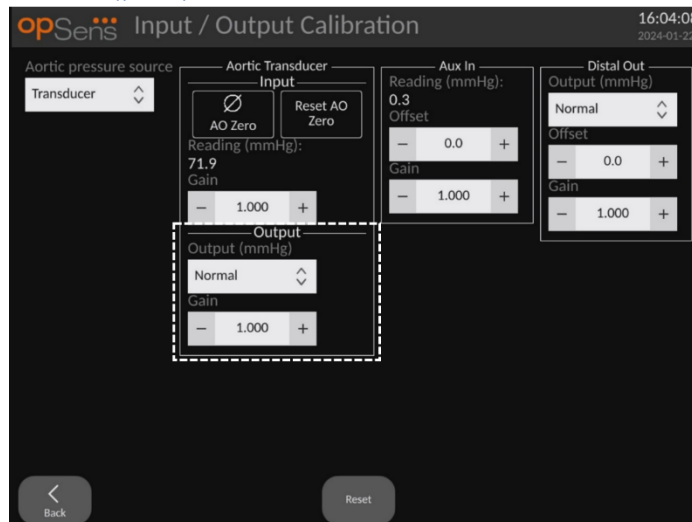 opSens Input / Output Calibration
16:04:08
2024-01-22
Aortic pressure source
Transducer
Aortic Transducer
Input
Ø
AO Zero
Reset AO
Zero
Reading (mmHg):
71.9
Gain
− 1.000 +
Output
Output (mmHg)
Normal
Gain
− 1.000 +
Aux In
Reading (mmHg):
0.3
Offset
− 0.0 +
Gain
− 1.000 +
Distal Out
Output (mmHg)
Normal
Offset
− 0.0 +
Gain
− 1.000 +
Back
Reset